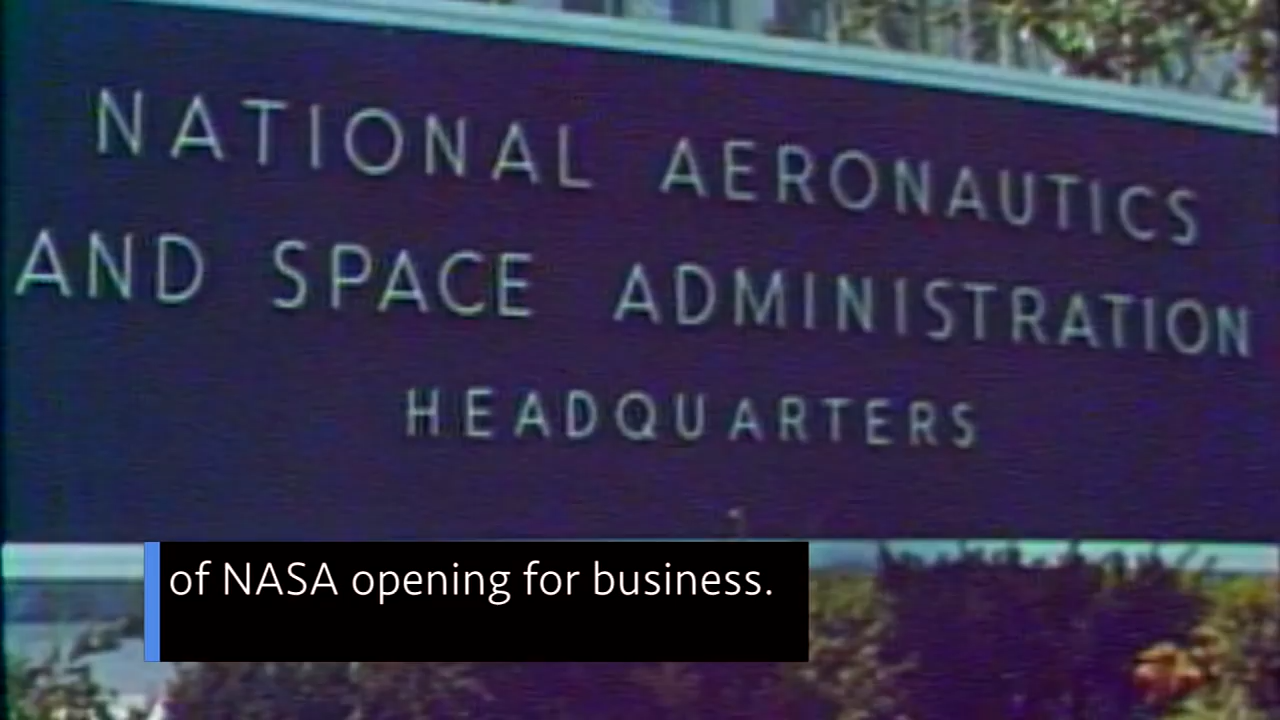 NATIONAL AERONAUTICS
AND SPACE ADMINISTRATION
HEADQUARTERS
of NASA opening for business.